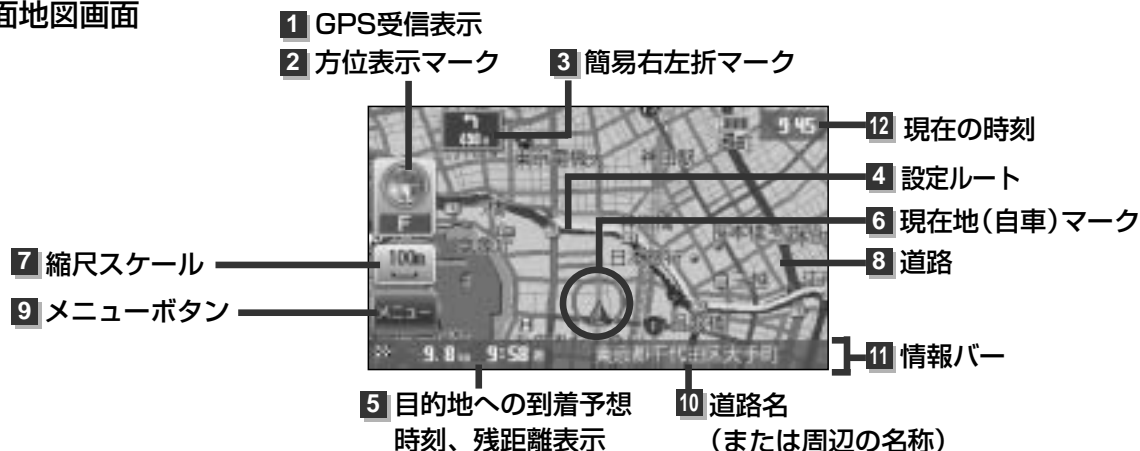 面地図画面
1 GPS受信表示
2 方位表示マーク
3 簡易右左折マーク
9:45
12 現在の時刻
4 設定ルート
6 現在地(自車)マーク
F
7 縮尺スケール
100m
8 道路
9 メニューボタン
メニュー
9.8 9:58
東京都千代田区大手町
11 情報バー
5 目的地への到着予想
時刻、残距離表示
10 道路名
(または周辺の名称)